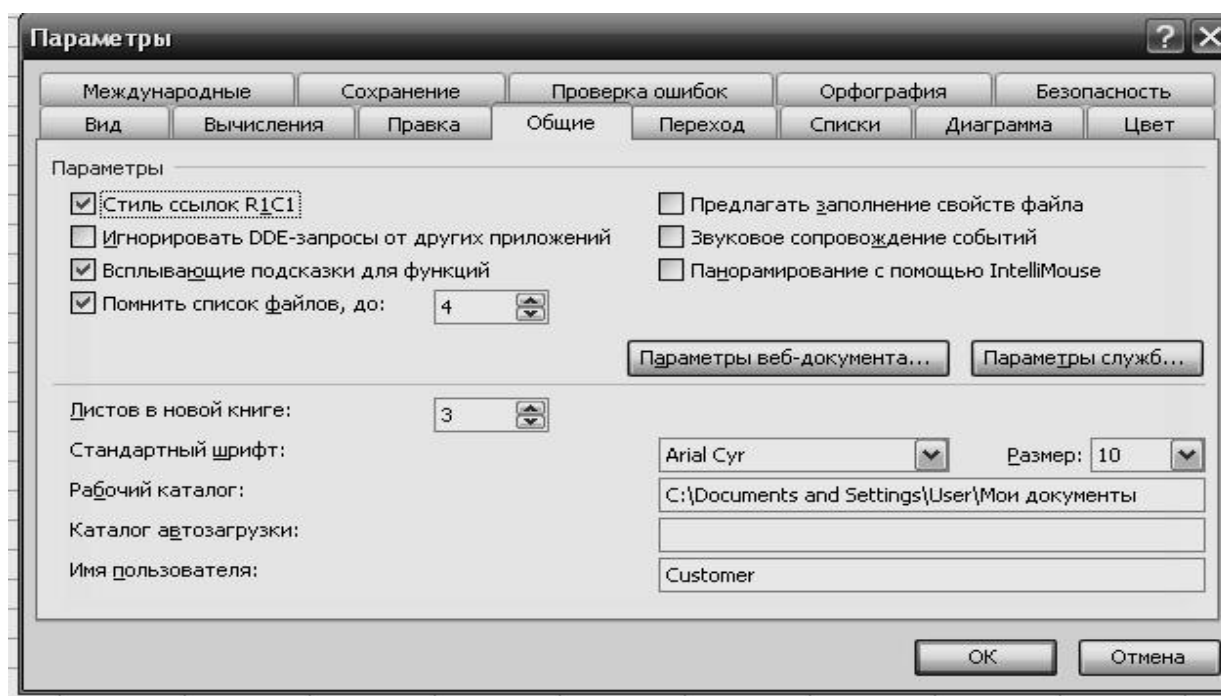 Параметры
Международные Сохранение Проверка ошибок Орфография Безопасность
Вид Вычисления Правка Общие Переход Списки Диаграмма Цвет
Параметры
Стиль ссылок R1C1
Предлагать заполнение свойств файла
Игнорировать DDE-запросы от других приложений
Звуковое сопровождение событий
Всплывающие подсказки для функций
Панорамирование с помощью IntelliMouse
Помнить список файлов, до: 4
Параметры веб-документа... Параметры служб...
Листов в новой книге: 3
Стандартный шрифт: Arial Cyr Размер: 10
Рабочий каталог: C:\Documents and Settings\User\Мои документы
Каталог автозагрузки:
Имя пользователя: Customer
OK Отмена